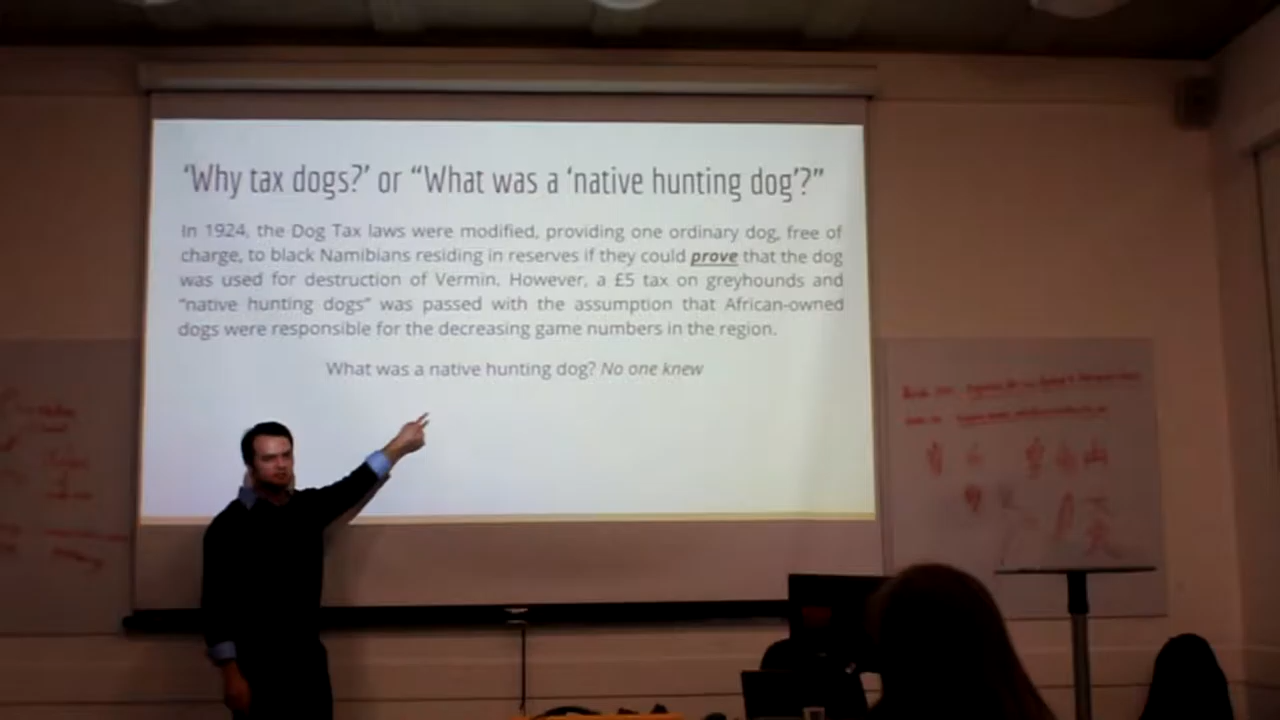 ‘Why tax dogs?’ or “What was a ‘native hunting dog’?”
In 1924, the Dog Tax laws were modified, providing one ordinary dog, free of
charge, to black Namibians residing in reserves if they could prove that the dog
was used for destruction of Vermin. However, a £5 tax on greyhounds and
“native hunting dogs” was passed with the assumption that African-owned
dogs were responsible for the decreasing game numbers in the region.
What was a native hunting dog? No one knew